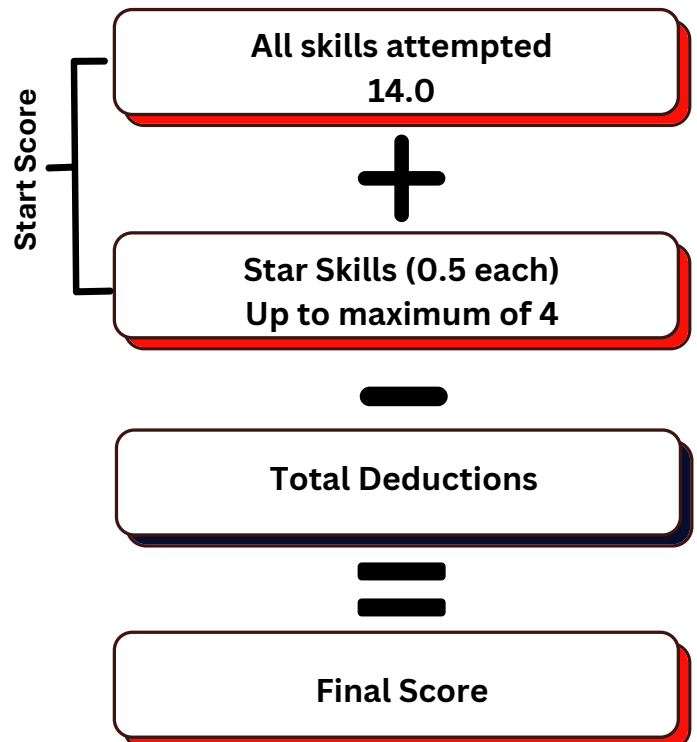 Start Score
All skills attempted
14.0
Star Skills (0.5 each)
Up to maximum of 4
Total Deductions
Final Score